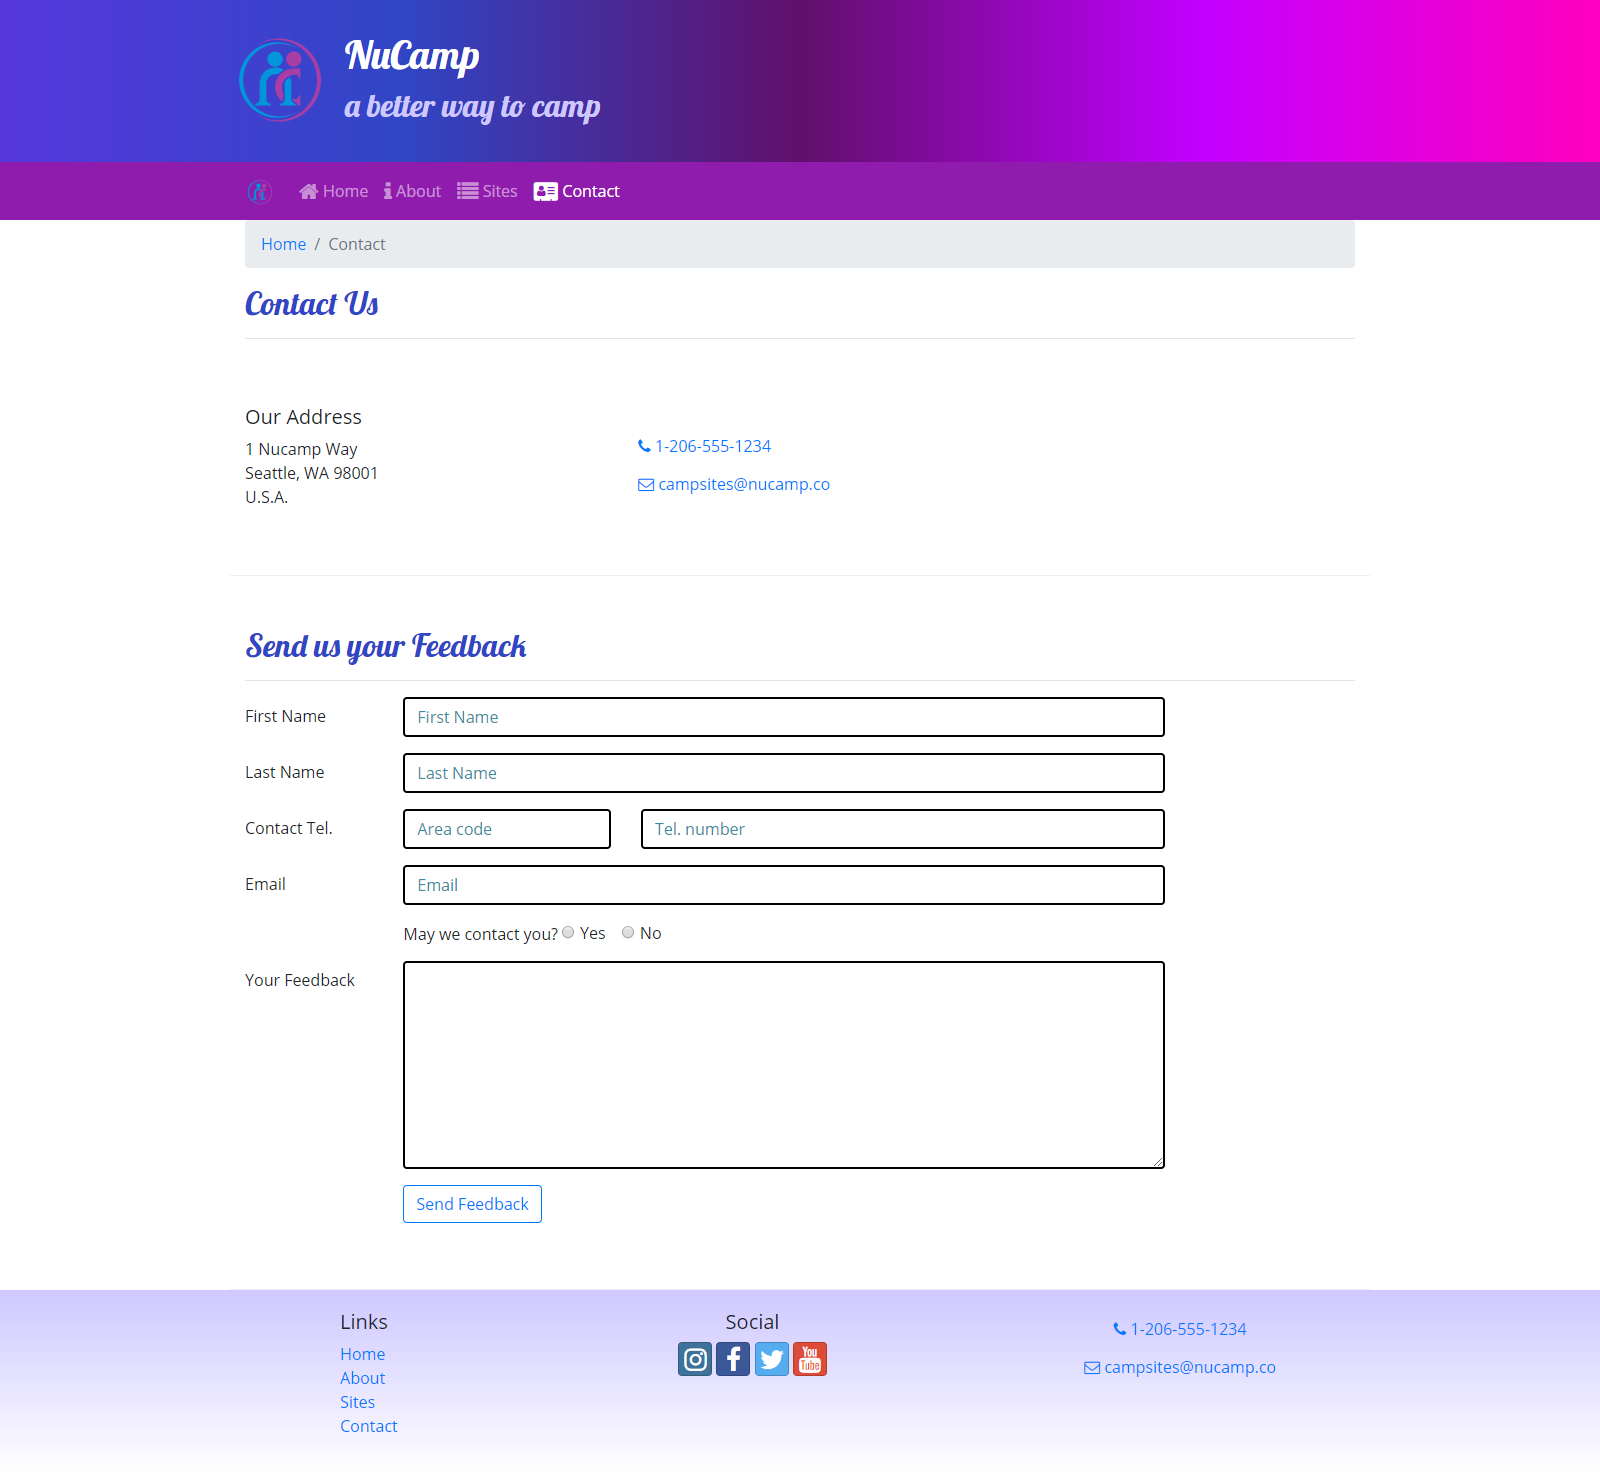 NuCamp
a better way to camp
Home About Sites Contact
Home / Contact
Contact Us
Our Address
1 Nucamp Way
Seattle, WA 98001
U.S.A.
1-206-555-1234
campsites@nucamp.co
Send us your Feedback
First Name First Name
Last Name Last Name
Contact Tel. Area code Tel. number
Email Email
May we contact you? Yes No
Your Feedback
Send Feedback
Links
Home
About
Sites
Contact
Social
You
Tube
1-206-555-1234
campsites@nucamp.co